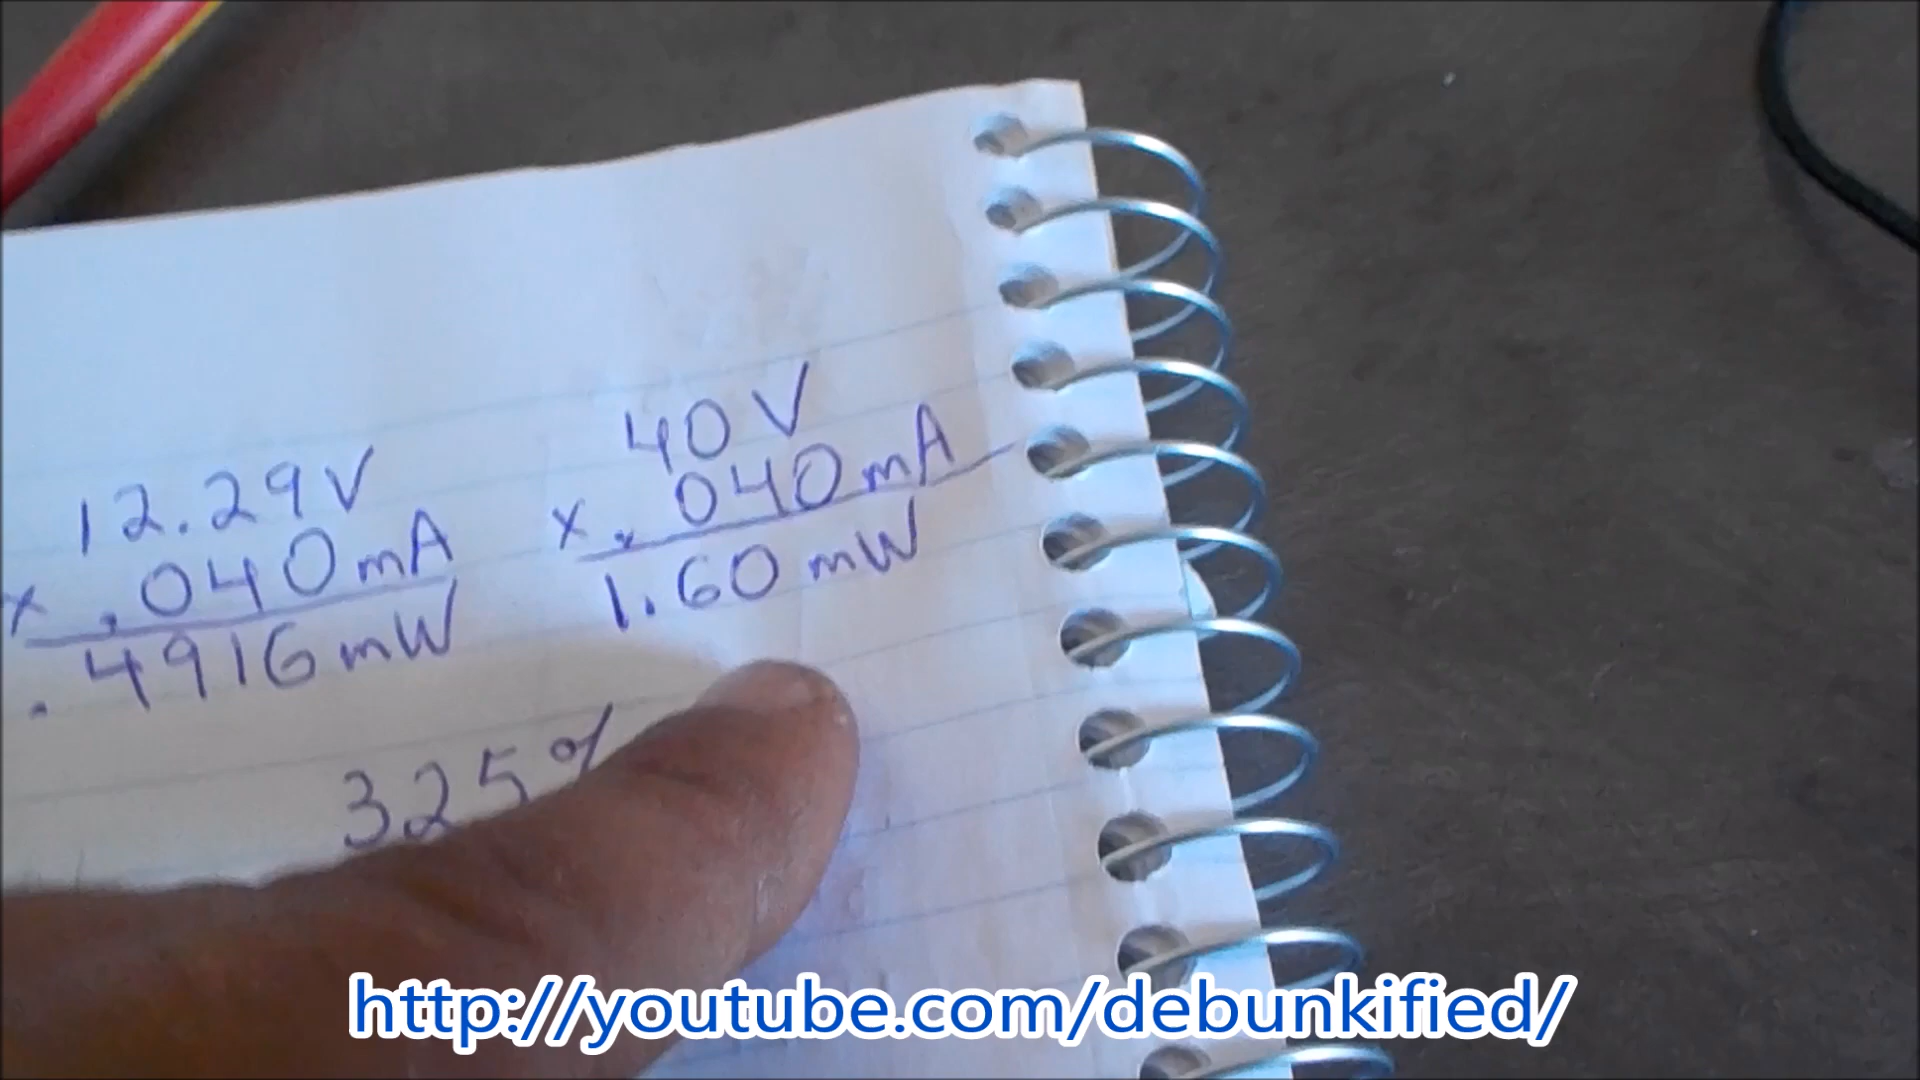 12.29V
x .040mA
.4916mW
40V
x .040mA
1.60mW
325%
http://youtube.com/debunkified/